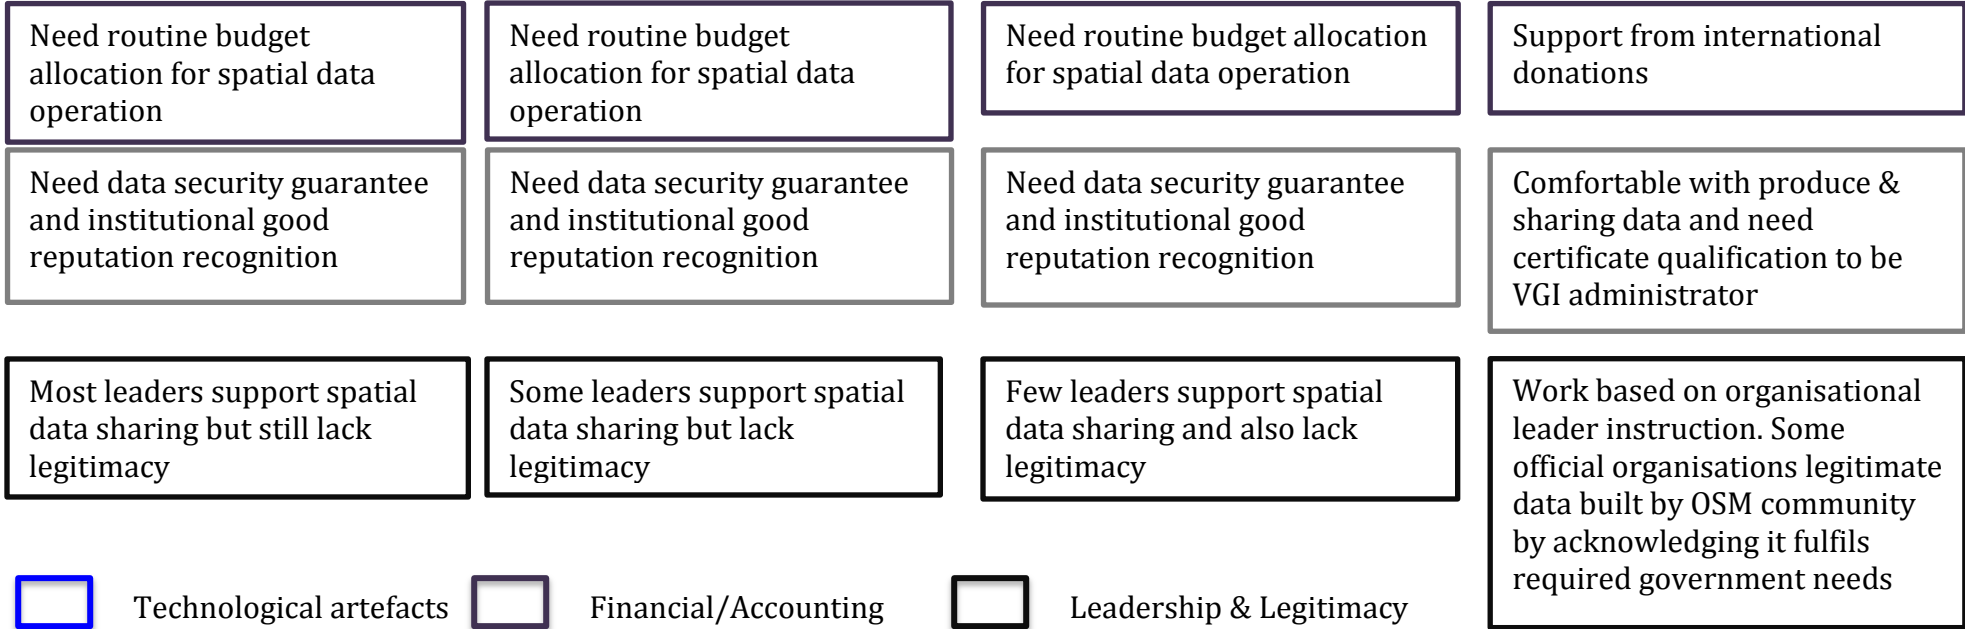 Need routine budget
allocation for spatial data
operation
Need routine budget
allocation for spatial data
operation
Need routine budget allocation
for spatial data operation
Support from international
donations
Need data security guarantee
and institutional good
reputation recognition
Need data security guarantee
and institutional good
reputation recognition
Need data security guarantee
and institutional good
reputation recognition
Comfortable with produce &
sharing data and need
certificate qualification to be
VGI administrator
Most leaders support spatial
data sharing but still lack
legitimacy
Some leaders support spatial
data sharing but lack
legitimacy
Few leaders support spatial
data sharing and also lack
legitimacy
Work based on organisational
leader instruction. Some
official organisations legitimate
data built by OSM community
by acknowledging it fulfils
required government needs
Technological artefacts
Financial/Accounting
Leadership & Legitimacy